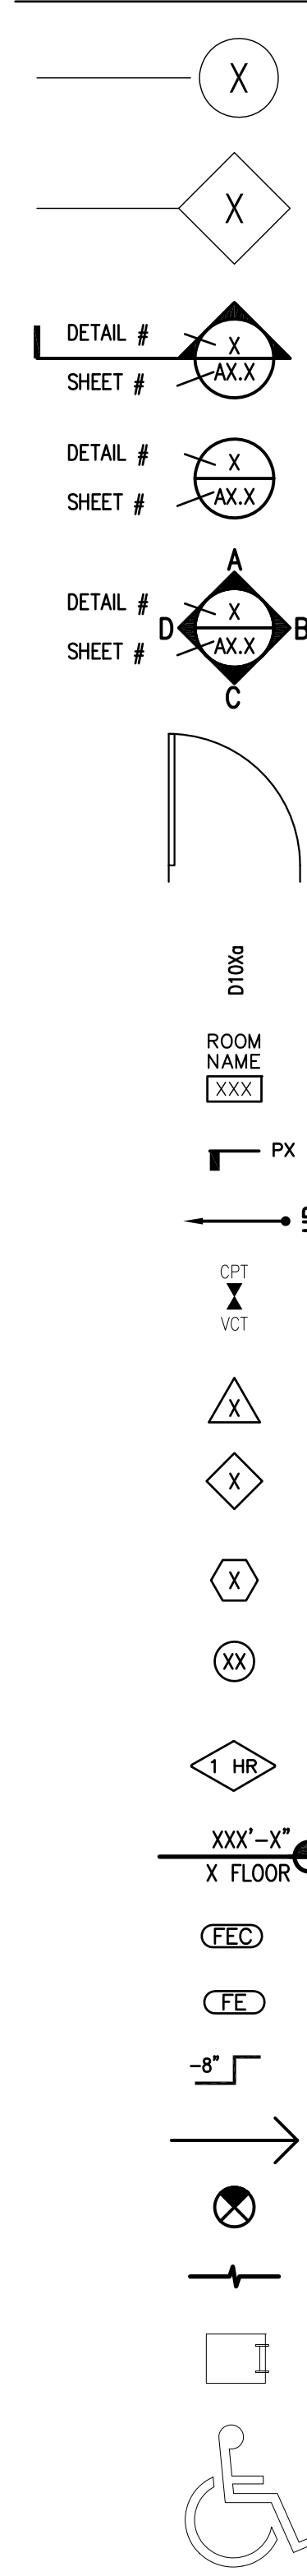 X
X
DETAIL # X
SHEET # AX.X
DETAIL # X
SHEET # AX.X
A
DETAIL # X
D B
SHEET # AX.X
C
D10Xa
ROOM
NAME
XXX
PX
CPT
VCT
X
X
X
XX
1 HR
XXX'-X"
X FLOOR
FEC
FE
-8"